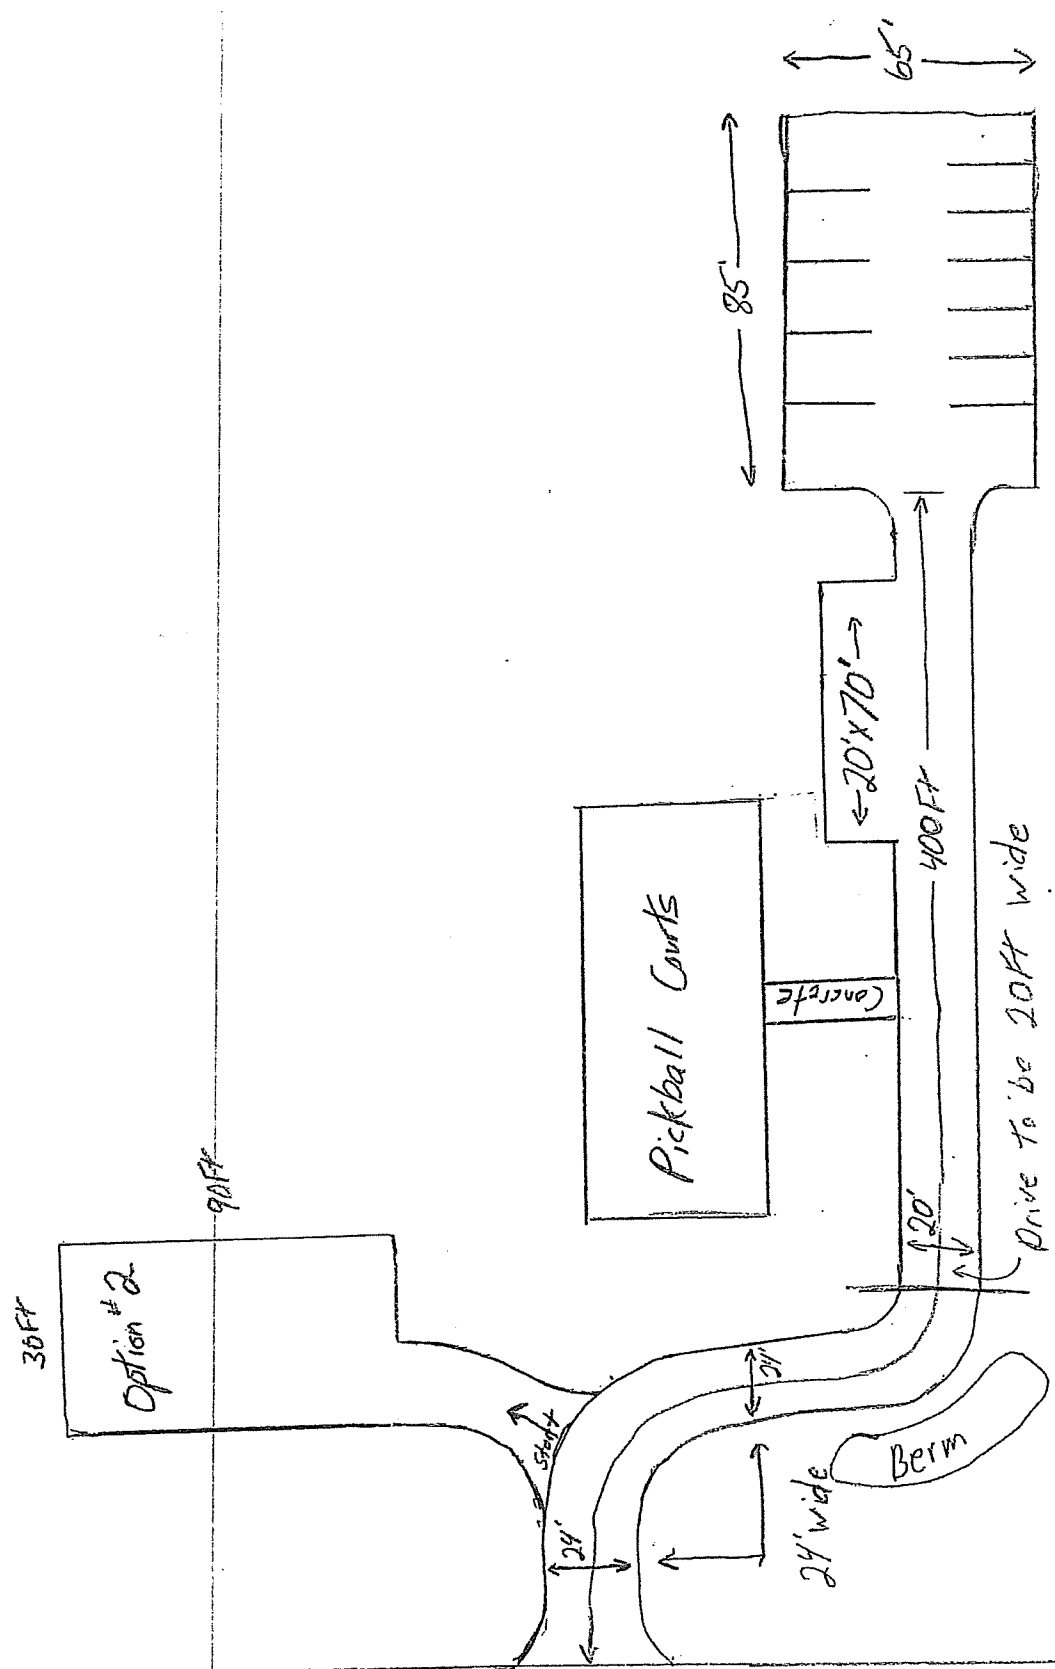 65'
85'
20'x70'
400Ft
Pickball Courts
Concrete
20'
Drive To be 20Ft wide
90Ft
30Ft
Option #2
Start
24'
24'
24' wide
Berm